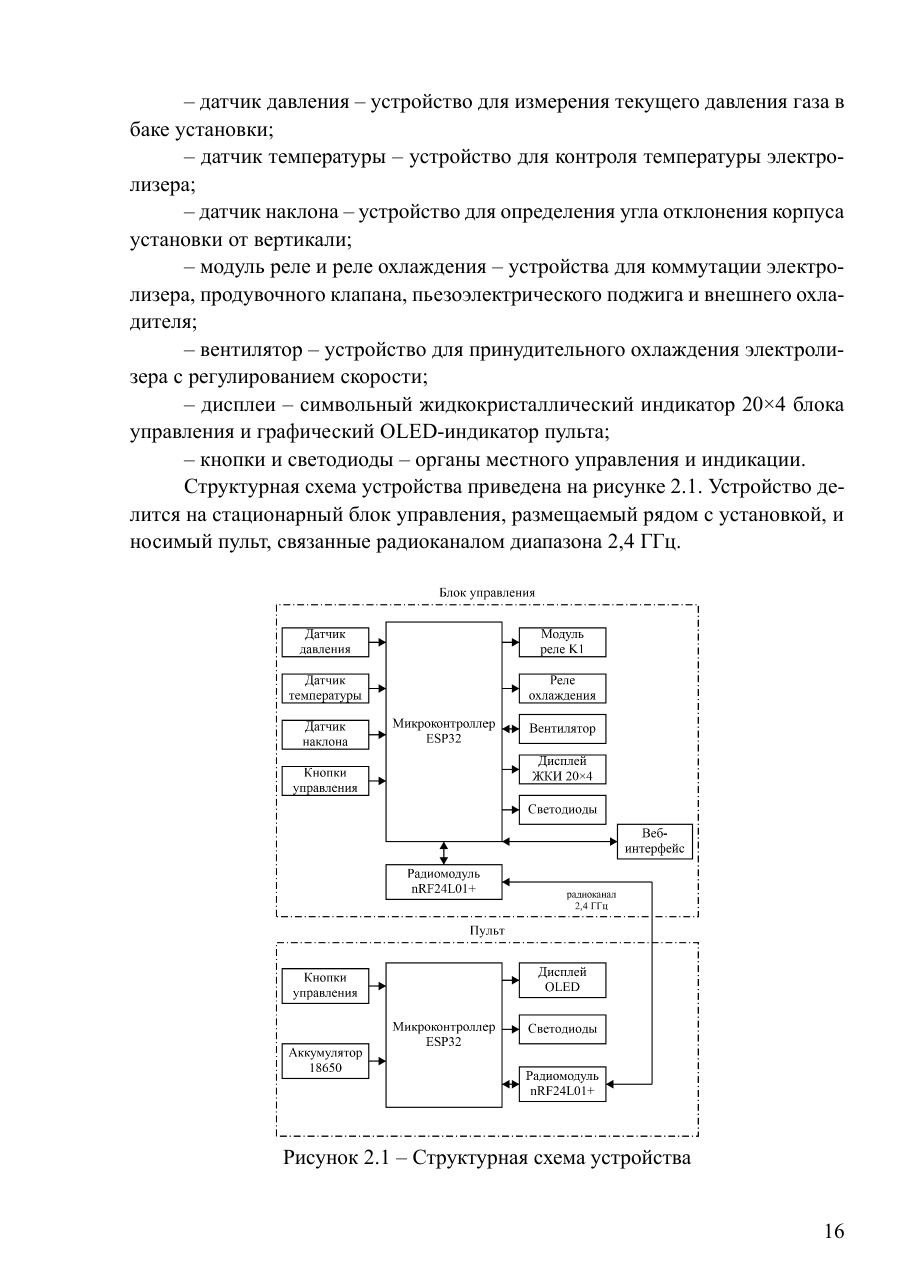 – датчик давления – устройство для измерения текущего давления газа в
баке установки;
– датчик температуры – устройство для контроля температуры электро-
лизера;
– датчик наклона – устройство для определения угла отклонения корпуса
установки от вертикали;
– модуль реле и реле охлаждения – устройства для коммутации электро-
лизера, продувочного клапана, пьезоэлектрического поджига и внешнего охла-
дителя;
– вентилятор – устройство для принудительного охлаждения электроли-
зера с регулированием скорости;
– дисплеи – символьный жидкокристаллический индикатор 20×4 блока
управления и графический OLED-индикатор пульта;
– кнопки и светодиоды – органы местного управления и индикации.
Структурная схема устройства приведена на рисунке 2.1. Устройство де-
лится на стационарный блок управления, размещаемый рядом с установкой, и
носимый пульт, связанные радиоканалом диапазона 2,4 ГГц.
Блок управления
Датчик
давления
Датчик
температуры
Датчик
наклона
Кнопки
управления
Микроконтроллер
ESP32
Модуль
реле K1
Реле
охлаждения
Вентилятор
Дисплей
ЖКИ 20×4
Светодиоды
Веб-
интерфейс
Радиомодуль
nRF24L01+
радиоканал
2,4 ГГц
Пульт
Кнопки
управления
Аккумулятор
18650
Микроконтроллер
ESP32
Дисплей
OLED
Светодиоды
Радиомодуль
nRF24L01+
Рисунок 2.1 – Структурная схема устройства
16